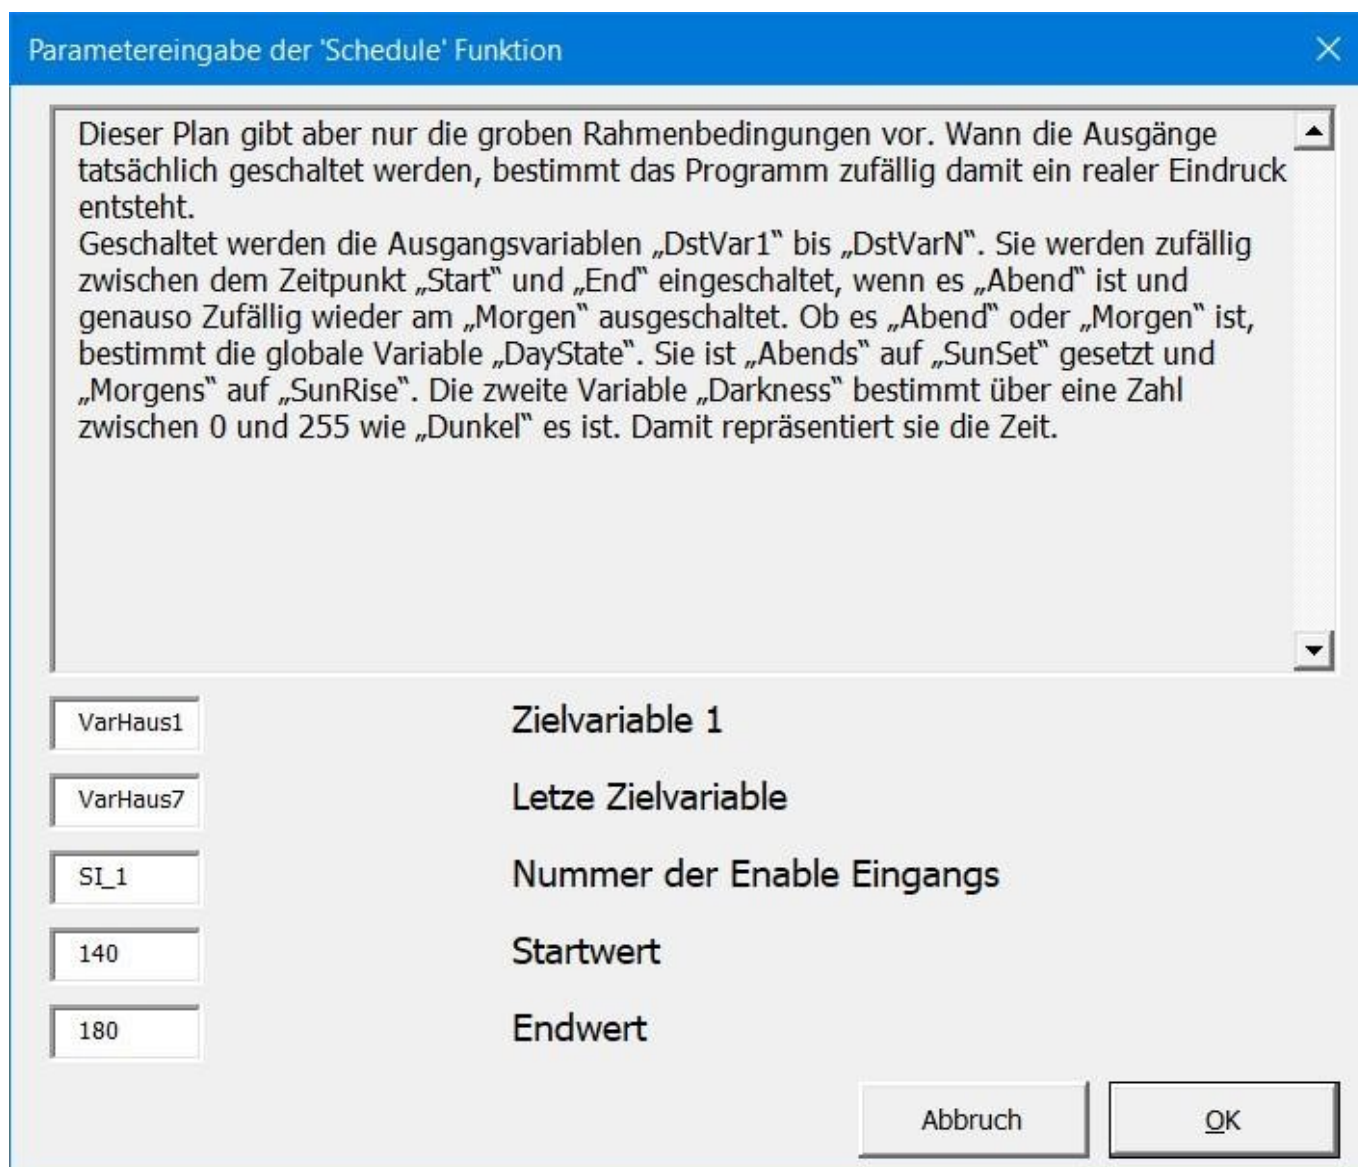 Parametereingabe der 'Schedule' Funktion
Dieser Plan gibt aber nur die groben Rahmenbedingungen vor. Wann die Ausgänge
tatsächlich geschaltet werden, bestimmt das Programm zufällig damit ein realer Eindruck
entsteht.
Geschaltet werden die Ausgangsvariablen „DstVar1“ bis „DstVarN“. Sie werden zufällig
zwischen dem Zeitpunkt „Start“ und „End“ eingeschaltet, wenn es „Abend“ ist und
genauso Zufällig wieder am „Morgen“ ausgeschaltet. Ob es „Abend“ oder „Morgen“ ist,
bestimmt die globale Variable „DayState“. Sie ist „Abends“ auf „SunSet“ gesetzt und
„Morgens“ auf „SunRise“. Die zweite Variable „Darkness“ bestimmt über eine Zahl
zwischen 0 und 255 wie „Dunkel“ es ist. Damit repräsentiert sie die Zeit.
VarHaus1 Zielvariable 1
VarHaus7 Letze Zielvariable
SI_1 Nummer der Enable Eingangs
140 Startwert
180 Endwert
Abbruch OK